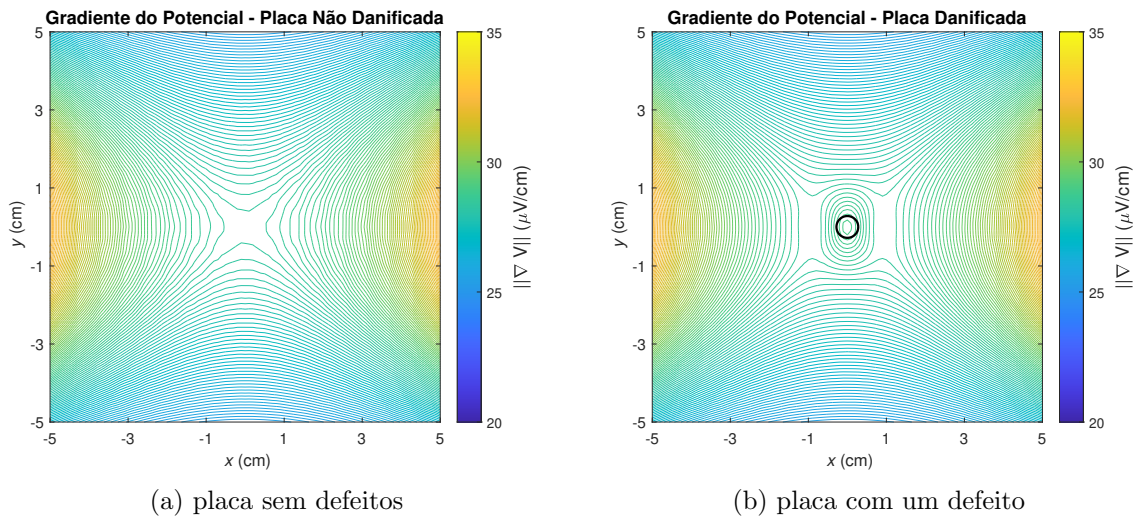 Gradiente do Potencial - Placa Não Danificada
5
3
1
-1
-3
-5
y (cm)
-5 -3 -1 1 3 5
x (cm)
35
30
25
20
||∇ V|| (μV/cm)
(a) placa sem defeitos
Gradiente do Potencial - Placa Danificada
5
3
1
-1
-3
-5
y (cm)
-5 -3 -1 1 3 5
x (cm)
35
30
25
20
||∇ V|| (μV/cm)
(b) placa com um defeito